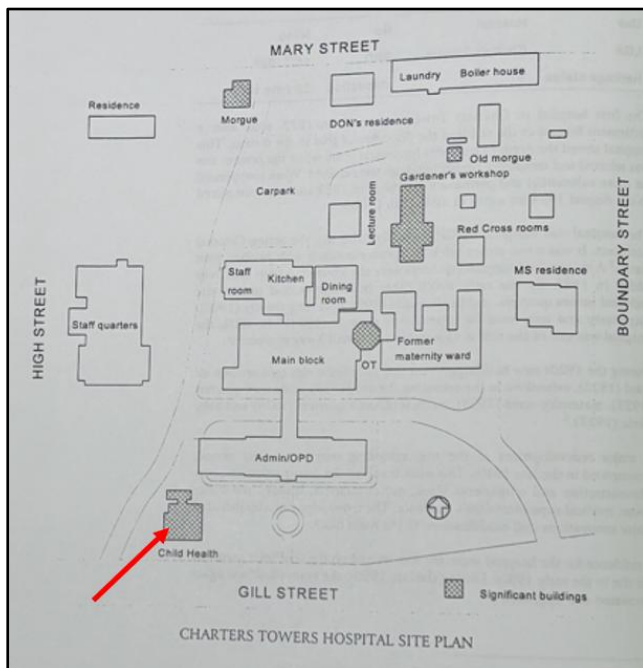 MARY STREET
Laundry Boiler house
Residence
Morgue
DON's residence
Old morgue
Gardener's workshop
Carpark
Lecture room
Red Cross rooms
BOUNDARY STREET
HIGH STREET
Staff room
Kitchen
Dining room
MS residence
Staff quarters
Main block
OT
Former maternity ward
Admin/OPD
Child Health
GILL STREET
Significant buildings
CHARTERS TOWERS HOSPITAL SITE PLAN